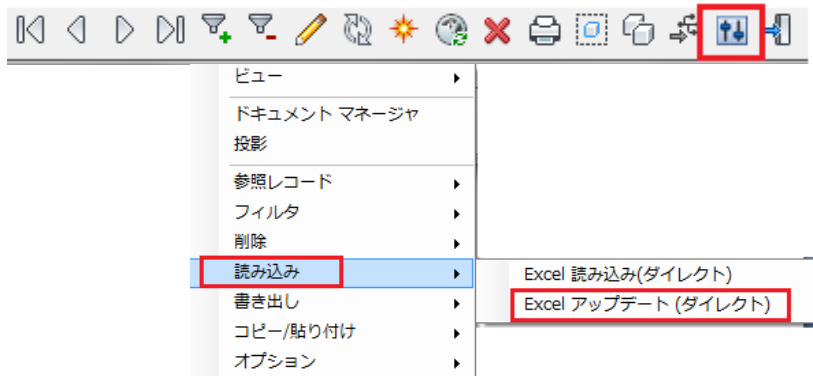 ビュー
ドキュメント マネージャ
投影
参照レコード
フィルタ
削除
読み込み
Excel 読み込み(ダイレクト)
書き出し
Excel アップデート (ダイレクト)
コピー/貼り付け
オプション